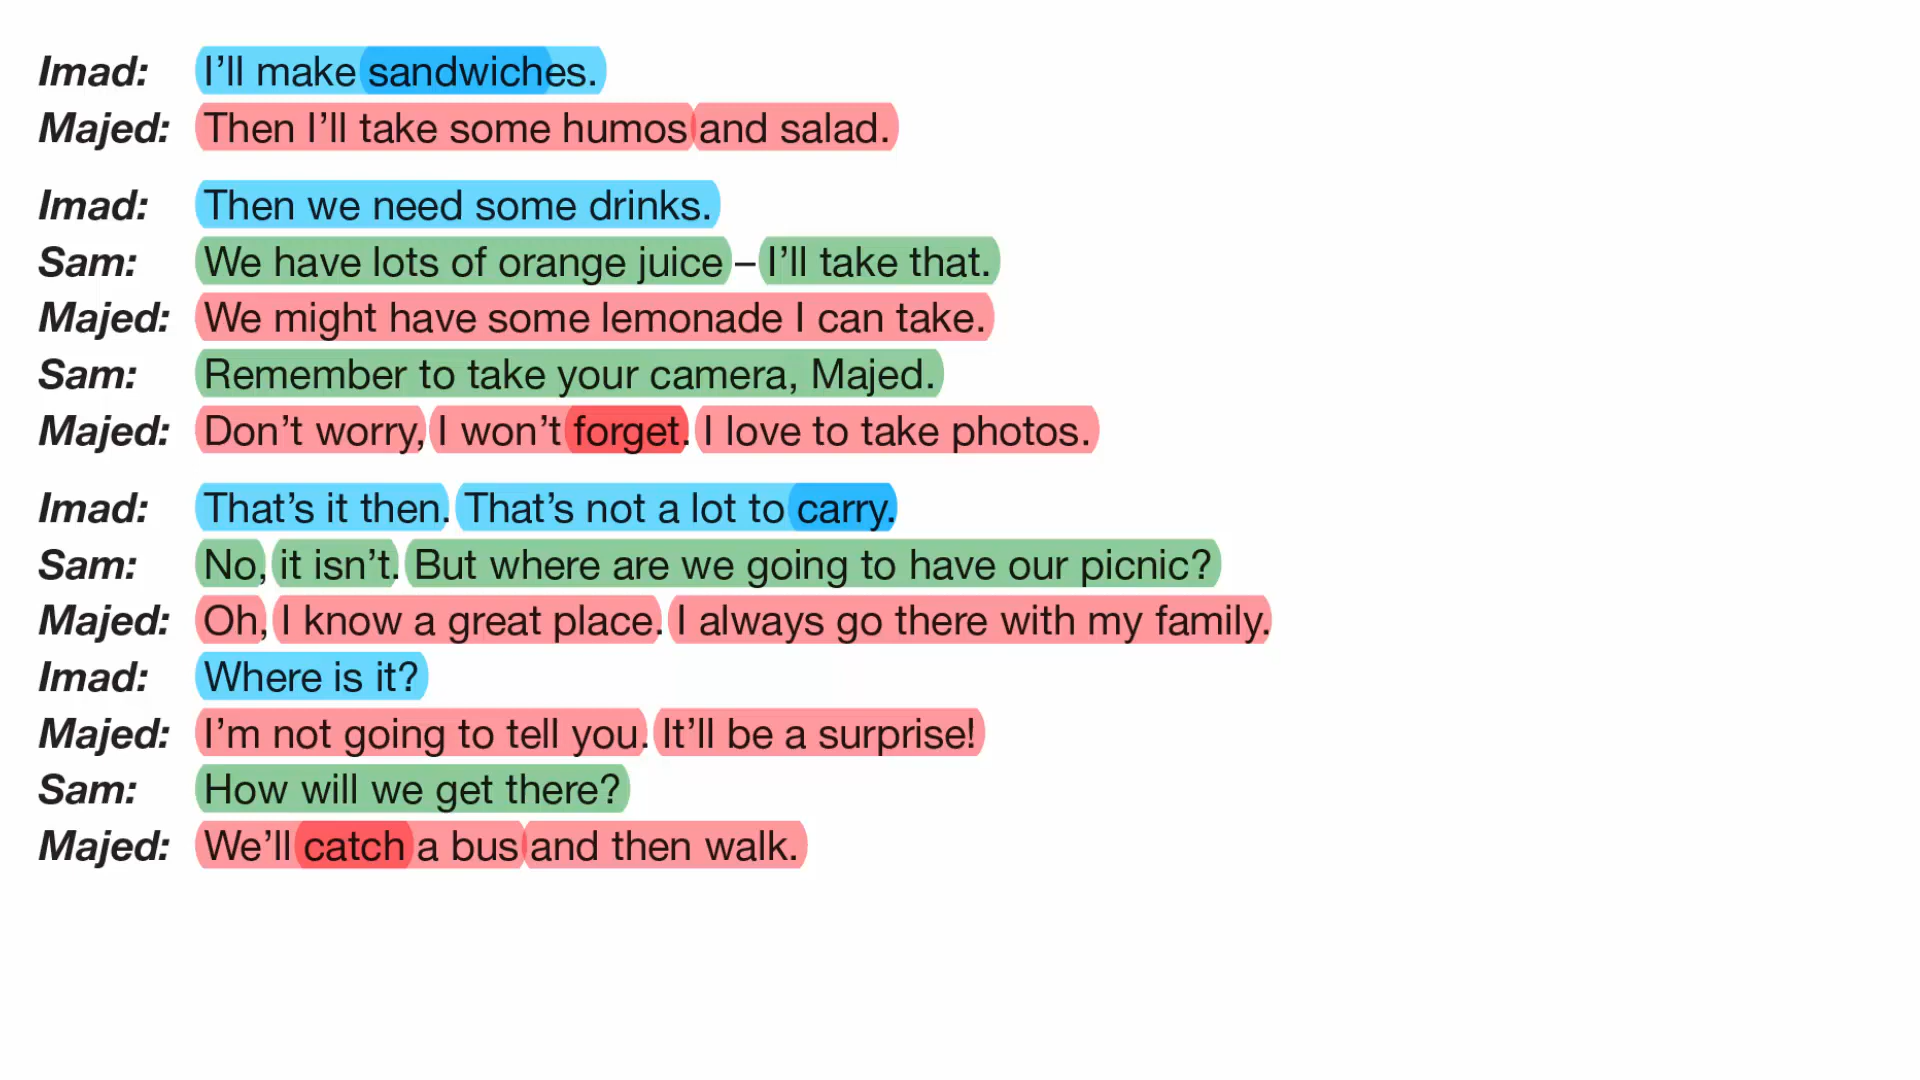 Imad: I'll make sandwiches.
Majed: Then I'll take some humos and salad.
Imad: Then we need some drinks.
Sam: We have lots of orange juice – I'll take that.
Majed: We might have some lemonade I can take.
Sam: Remember to take your camera, Majed.
Majed: Don't worry, I won't forget. I love to take photos.
Imad: That's it then. That's not a lot to carry.
Sam: No, it isn't. But where are we going to have our picnic?
Majed: Oh, I know a great place. I always go there with my family.
Imad: Where is it?
Majed: I'm not going to tell you. It'll be a surprise!
Sam: How will we get there?
Majed: We'll catch a bus and then walk.